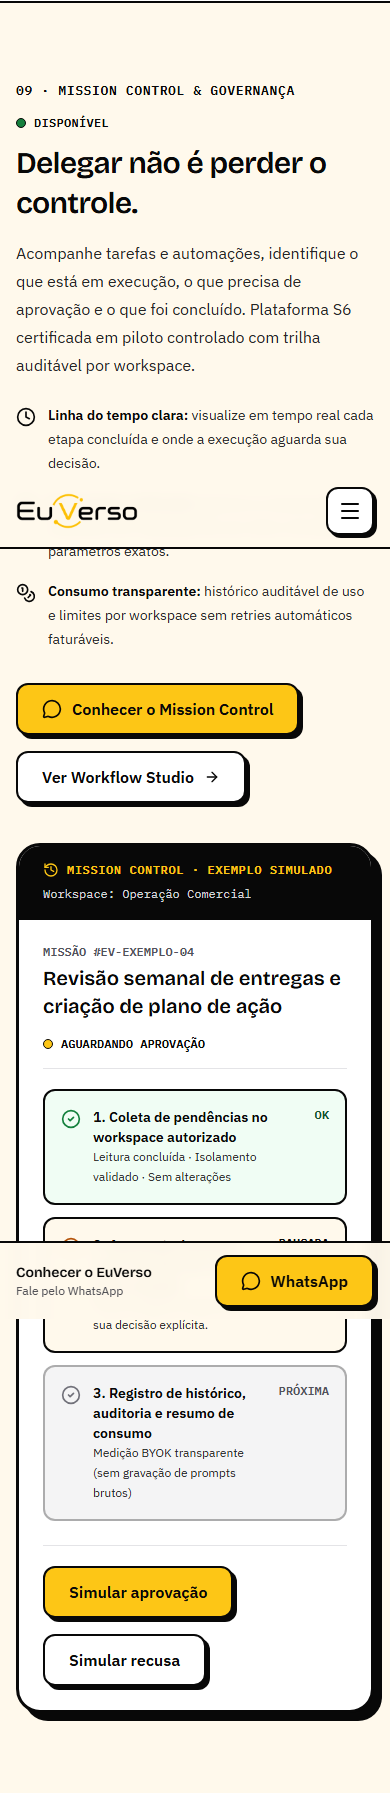 09 · MISSION CONTROL & GOVERNANÇA
DISPONÍVEL
Delegar não é perder o
controle.
Acompanhe tarefas e automações, identifique o
que está em execução, o que precisa de
aprovação e o que foi concluído. Plataforma S6
certificada em piloto controlado com trilha
auditável por workspace.
Linha do tempo clara: visualize em tempo real cada
etapa concluída e onde a execução aguarda sua
decisão.
EuVerso
parâmetros exatos.
Consumo transparente: histórico auditável de uso
e limites por workspace sem retries automáticos
faturáveis.
Conhecer o Mission Control
Ver Workflow Studio →
MISSION CONTROL · EXEMPLO SIMULADO
Workspace: Operação Comercial
MISSÃO #EV-EXEMPLO-04
Revisão semanal de entregas e
criação de plano de ação
AGUARDANDO APROVAÇÃO
1. Coleta de pendências no
workspace autorizado
OK
Leitura concluída · Isolamento
validado · Sem alterações
Conhecer o EuVerso
Fale pelo WhatsApp
WhatsApp
sua decisão explícita.
3. Registro de histórico,
auditoria e resumo de
consumo
PRÓXIMA
Medição BYOK transparente
(sem gravação de prompts
brutos)
Simular aprovação
Simular recusa